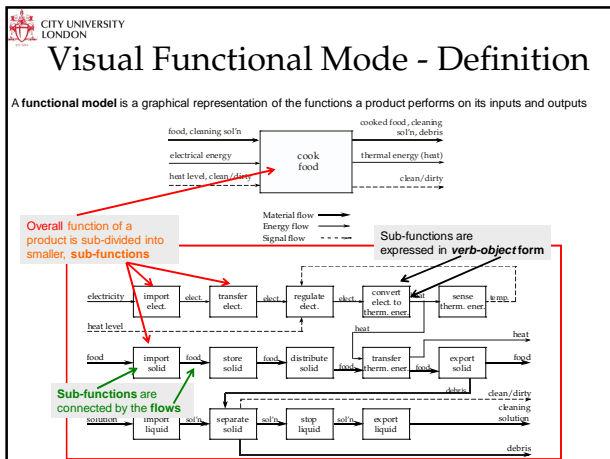 CITY UNIVERSITY
LONDON
Visual Functional Mode - Definition
A functional model is a graphical representation of the functions a product performs on its inputs and outputs
food, cleaning sol'n
electrical energy
heat level, clean/dirty
cook
food
cooked food, cleaning
sol'n, debris
thermal energy (heat)
clean/dirty
Material flow
Energy flow
Signal flow
Overall function of a
product is sub-divided into
smaller, sub-functions
Sub-functions are
expressed in verb-object form
electricity
import
elect.
elect.
transfer
elect.
elect.
regulate
elect.
elect.
convert
elect. to
therm. ener.
heat
sense
therm. ener.
temp.
heat level
heat
heat
food
import
solid
food
store
solid
food
distribute
solid
food
transfer
therm. ener.
food
export
solid
food
Sub-functions are
connected by the flows
debris
clean/dirty
solution
import
liquid
sol'n
separate
solid
sol'n
stop
liquid
sol'n
export
liquid
cleaning
solution
debris